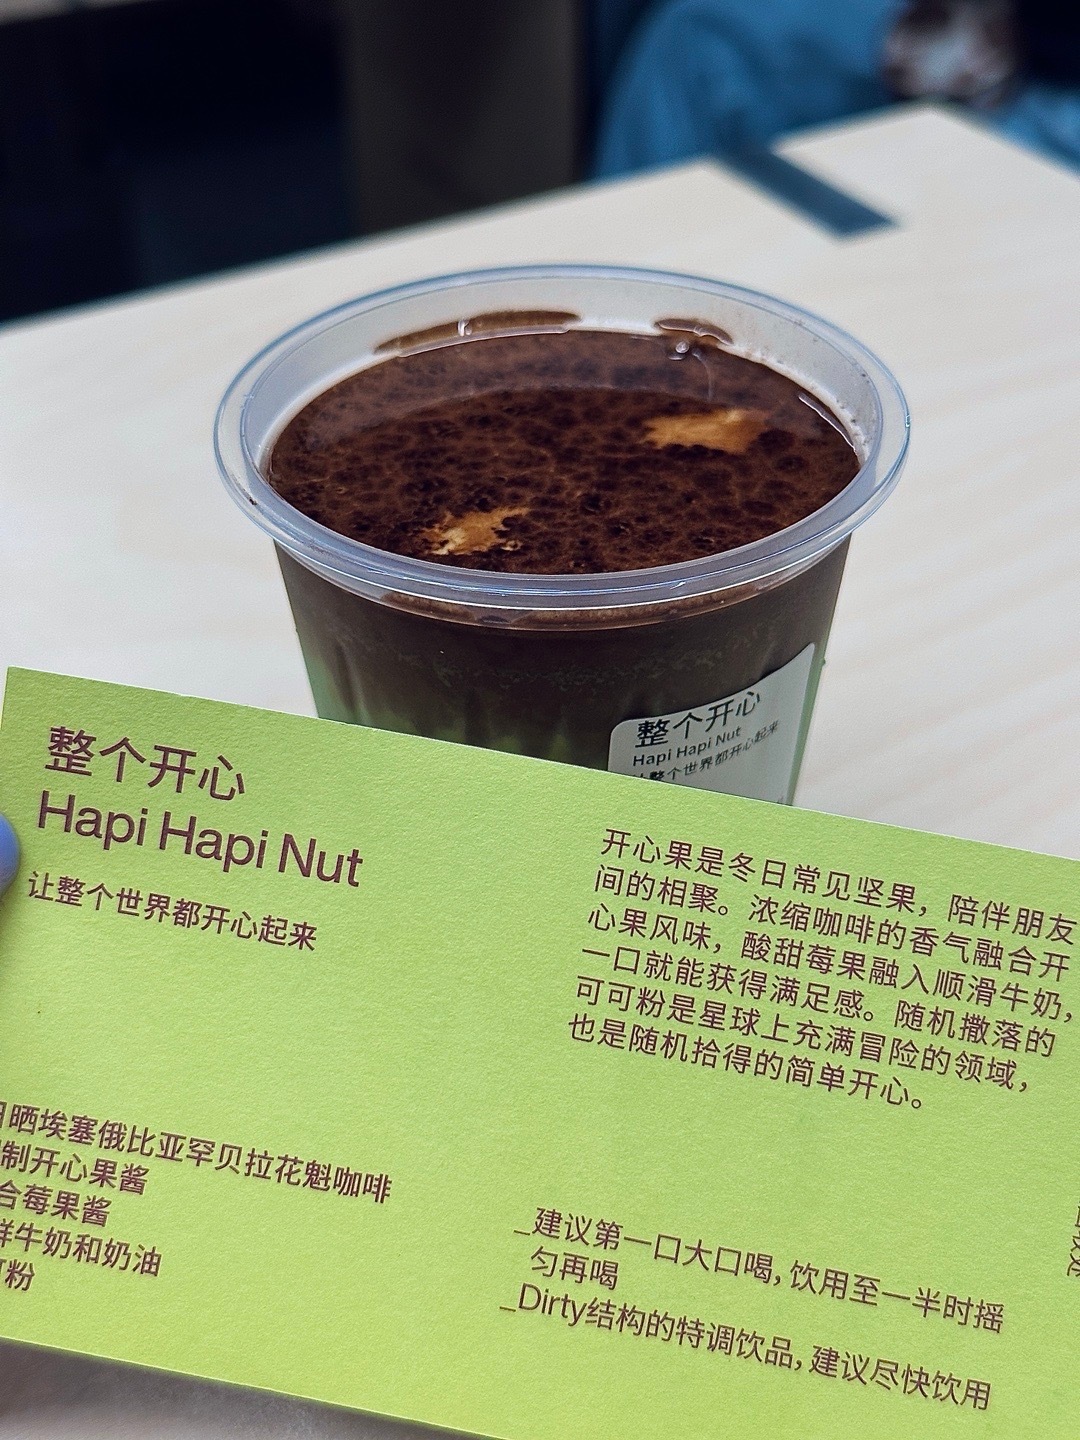 整个开心
Hapi Hapi Nut
让整个世界都开心起来
整个开心
Hapi Hapi Nut
让整个世界都开心起来
开心果是冬日常见坚果，陪伴朋友
间的相聚。浓缩咖啡的香气融合开
心果风味，酸甜莓果融入顺滑牛奶，
一口就能获得满足感。随机撒落的
可可粉是星球上充满冒险的领域，
也是随机拾得的简单开心。
日晒埃塞俄比亚罕贝拉花魁咖啡
制开心果酱
合莓果酱
鲜牛奶和奶油
可粉
_建议第一口大口喝，饮用至一半时摇
匀再喝
_Dirty结构的特调饮品，建议尽快饮用